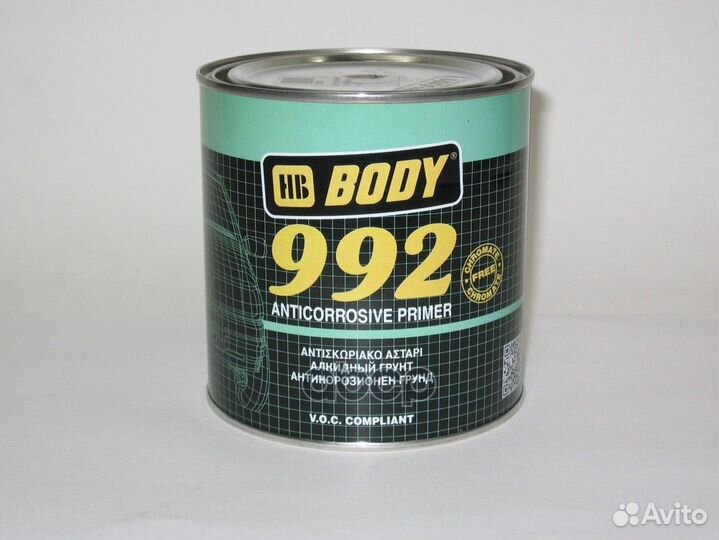 HB BODY®
992
CHROMATE FREE CHROMATE
ANTICORROSIVE PRIMER
ΑΝΤΙΣΚΩΡΙΑΚΟ ΑΣΤΑΡΙ
АЛКИДНЫЙ ГРУНТ
АНТИКОРОЗИОНЕН ГРУНД
V.O.C. COMPLIANT
Avito